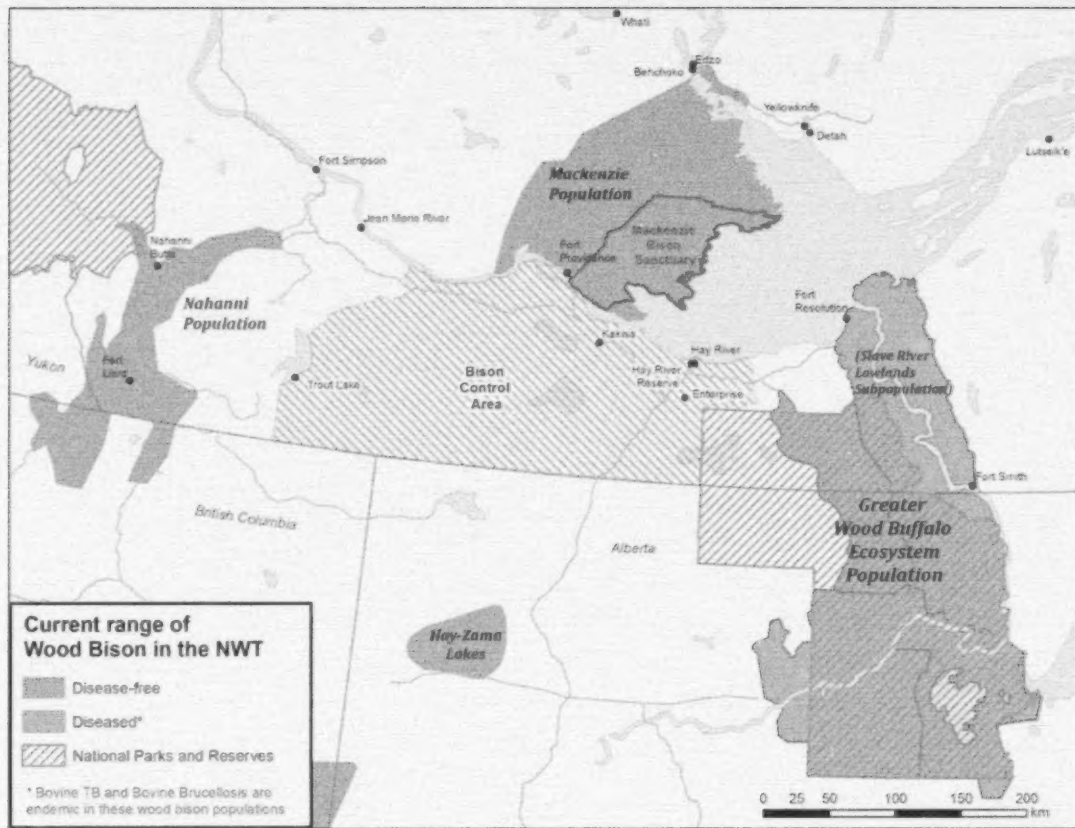 Whati
Edzo
Behchoko
Yellowknife
Detah
Lutselk'e
Fort Simpson
Mackenzie
Population
Jean Marie River
Mackenzie
Bison
Sanctuary
Nahanni
Butte
Fort
Providence
Nahanni
Population
Fort
Resolution
Kakisa
Hay River
Yukon
Fort
Liard
(Slave River
Lowlands
Subpopulation)
Trout Lake
Bison
Control
Area
Hay River
Reserve
Enterprise
Fort Smith
British Columbia
Alberta
Greater
Wood Buffalo
Ecosystem
Population
Hay-Zama
Lakes
Current range of
Wood Bison in the NWT
Disease-free
Diseased*
National Parks and Reserves
* Bovine TB and Bovine Brucellosis are
endemic in these wood bison populations
0 25 50 100 150 200
km